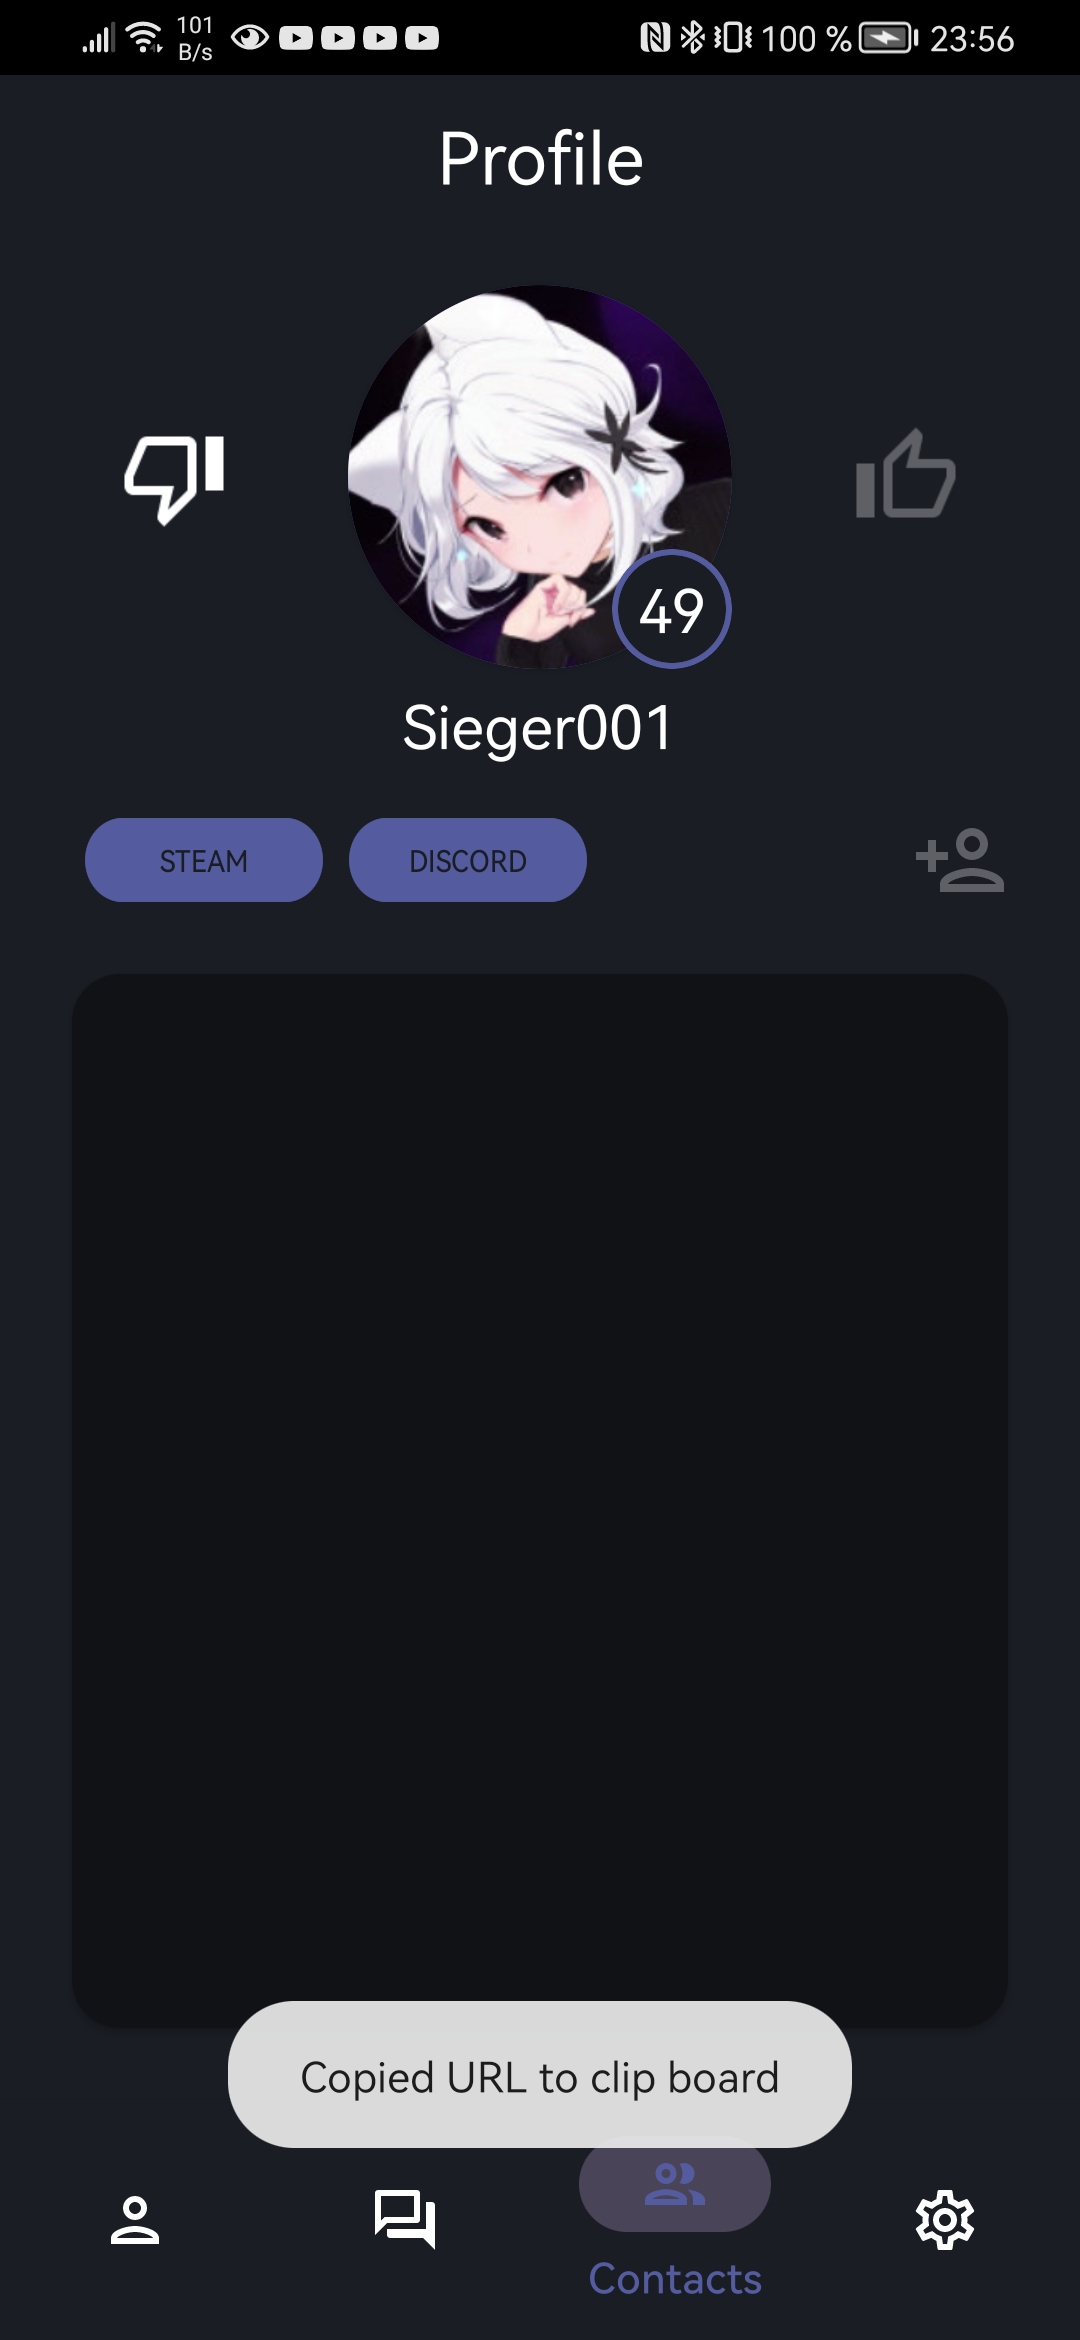 101
B/s
100 %
23:56
Profile
49
Sieger001
STEAM
DISCORD
Copied URL to clip board
Contacts